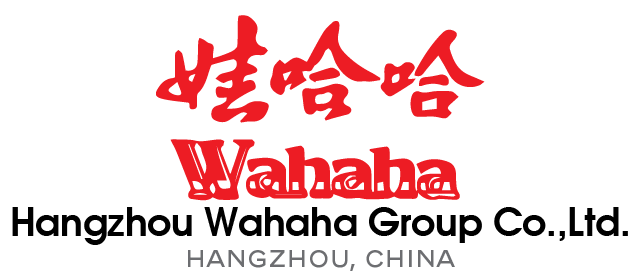 娃哈哈
Wahaha
Hangzhou Wahaha Group Co.,Ltd.
HANGZHOU, CHINA